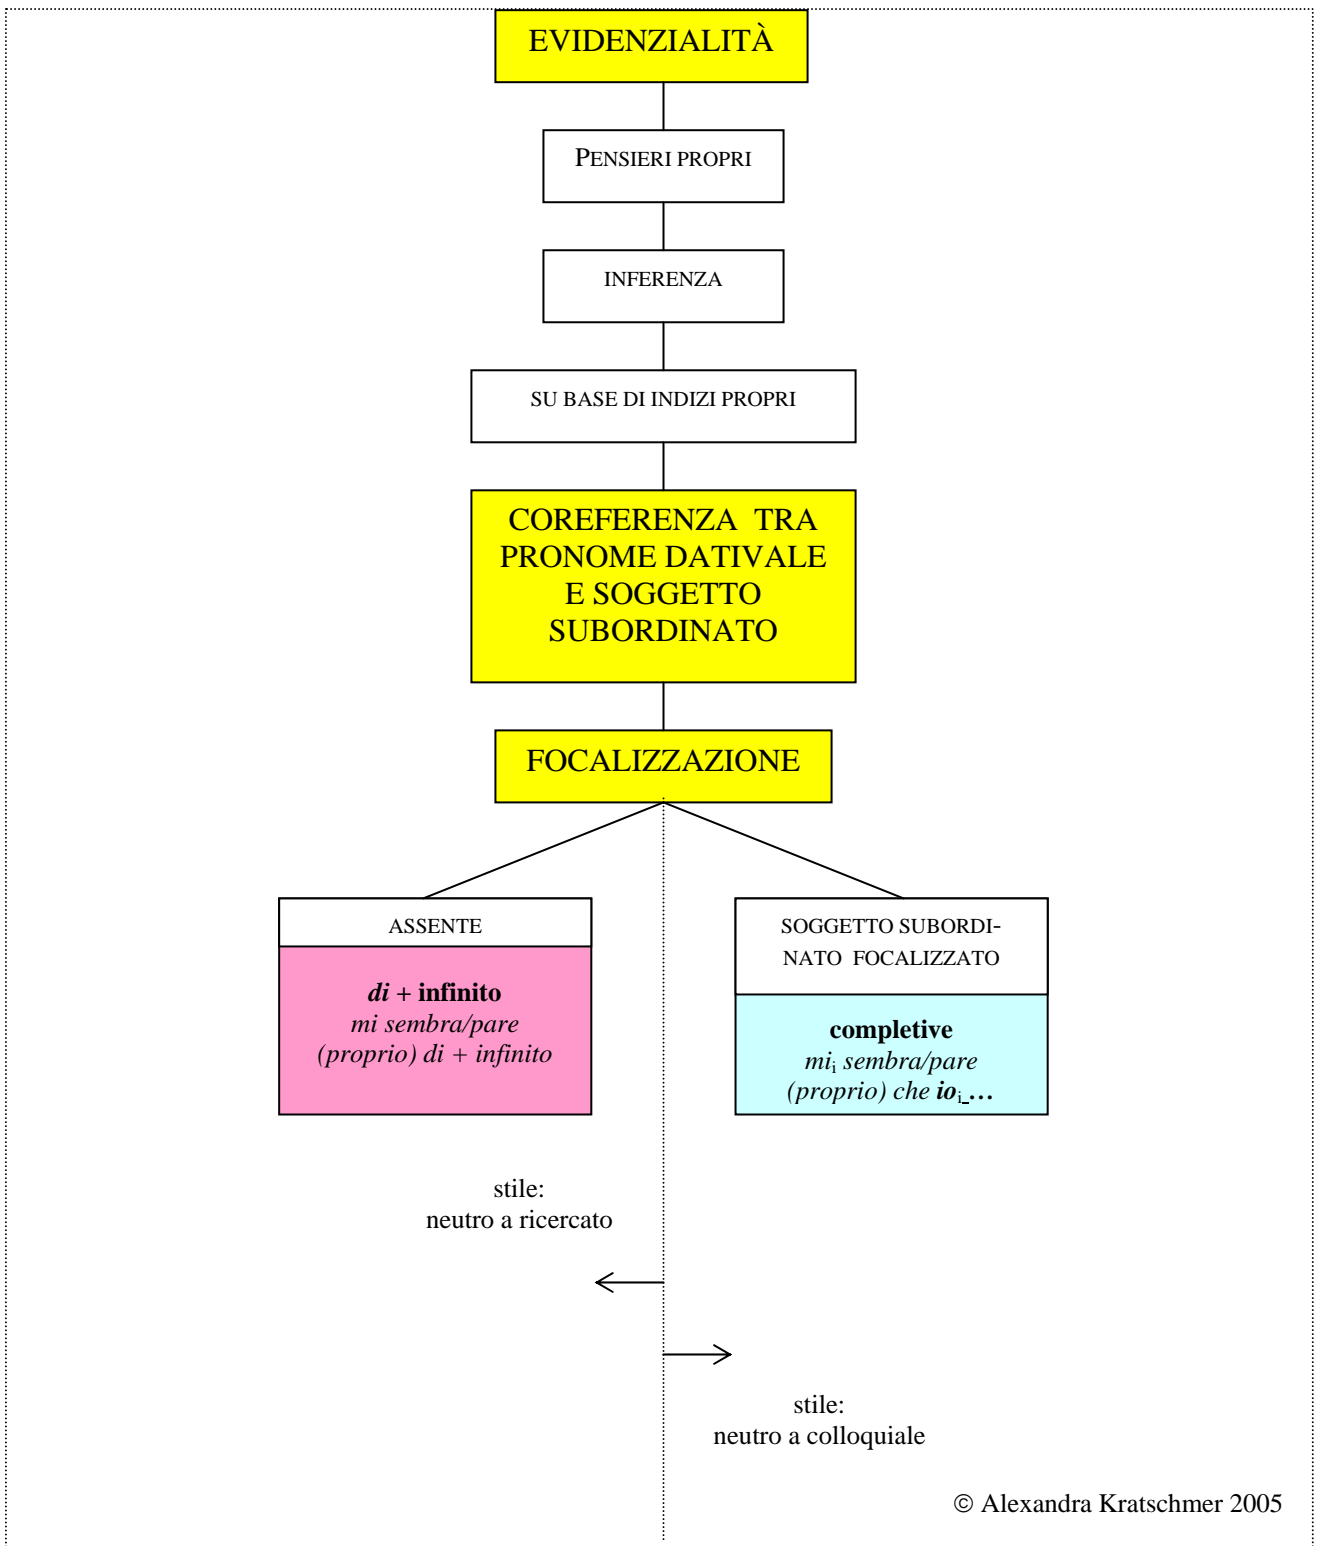 EVIDENZIALITÀ
PENSIERI PROPRI
INFERENZA
SU BASE DI INDIZI PROPRI
COREFERENZA TRA
PRONOME DATIVALE
E SOGGETTO
SUBORDINATO
FOCALIZZAZIONE
ASSENTE
di + infinito
mi sembra/pare
(proprio) di + infinito
SOGGETTO SUBORDI-
NATO FOCALIZZATO
completive
miᵢ sembra/pare
(proprio) che ioᵢ_...
stile:
neutro a ricercato
stile:
neutro a colloquiale
© Alexandra Kratschmer 2005